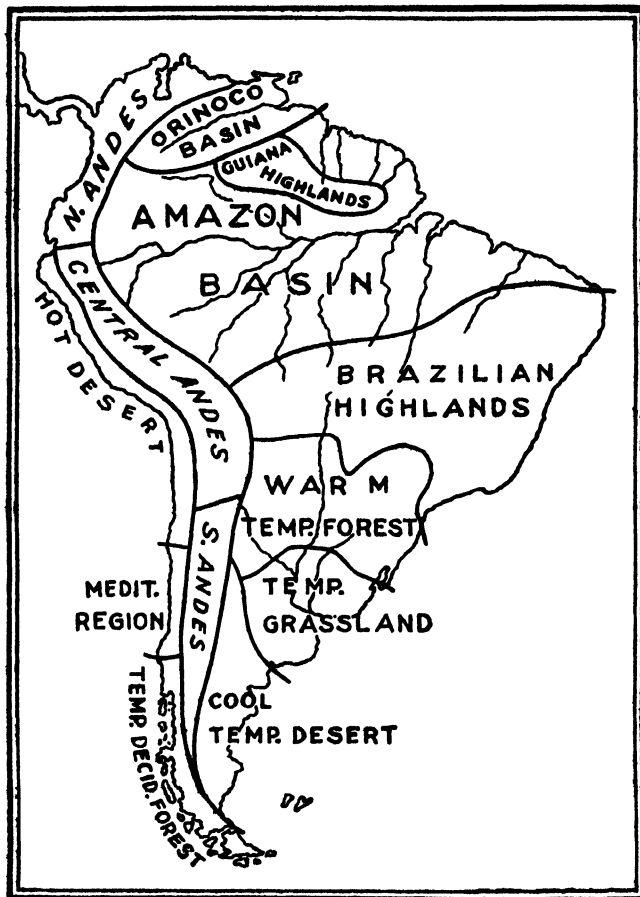 N. ANDES
ORINOCO
BASIN
GUIANA
HIGHLANDS
AMAZON
BASIN
CENTRAL ANDES
HOT DESERT
BRAZILIAN
HIGHLANDS
WARM
TEMP. FOREST
S. ANDES
MEDIT.
REGION
TEMP.
GRASSLAND
COOL
TEMP. DESERT
TEMP. DECID. FOREST